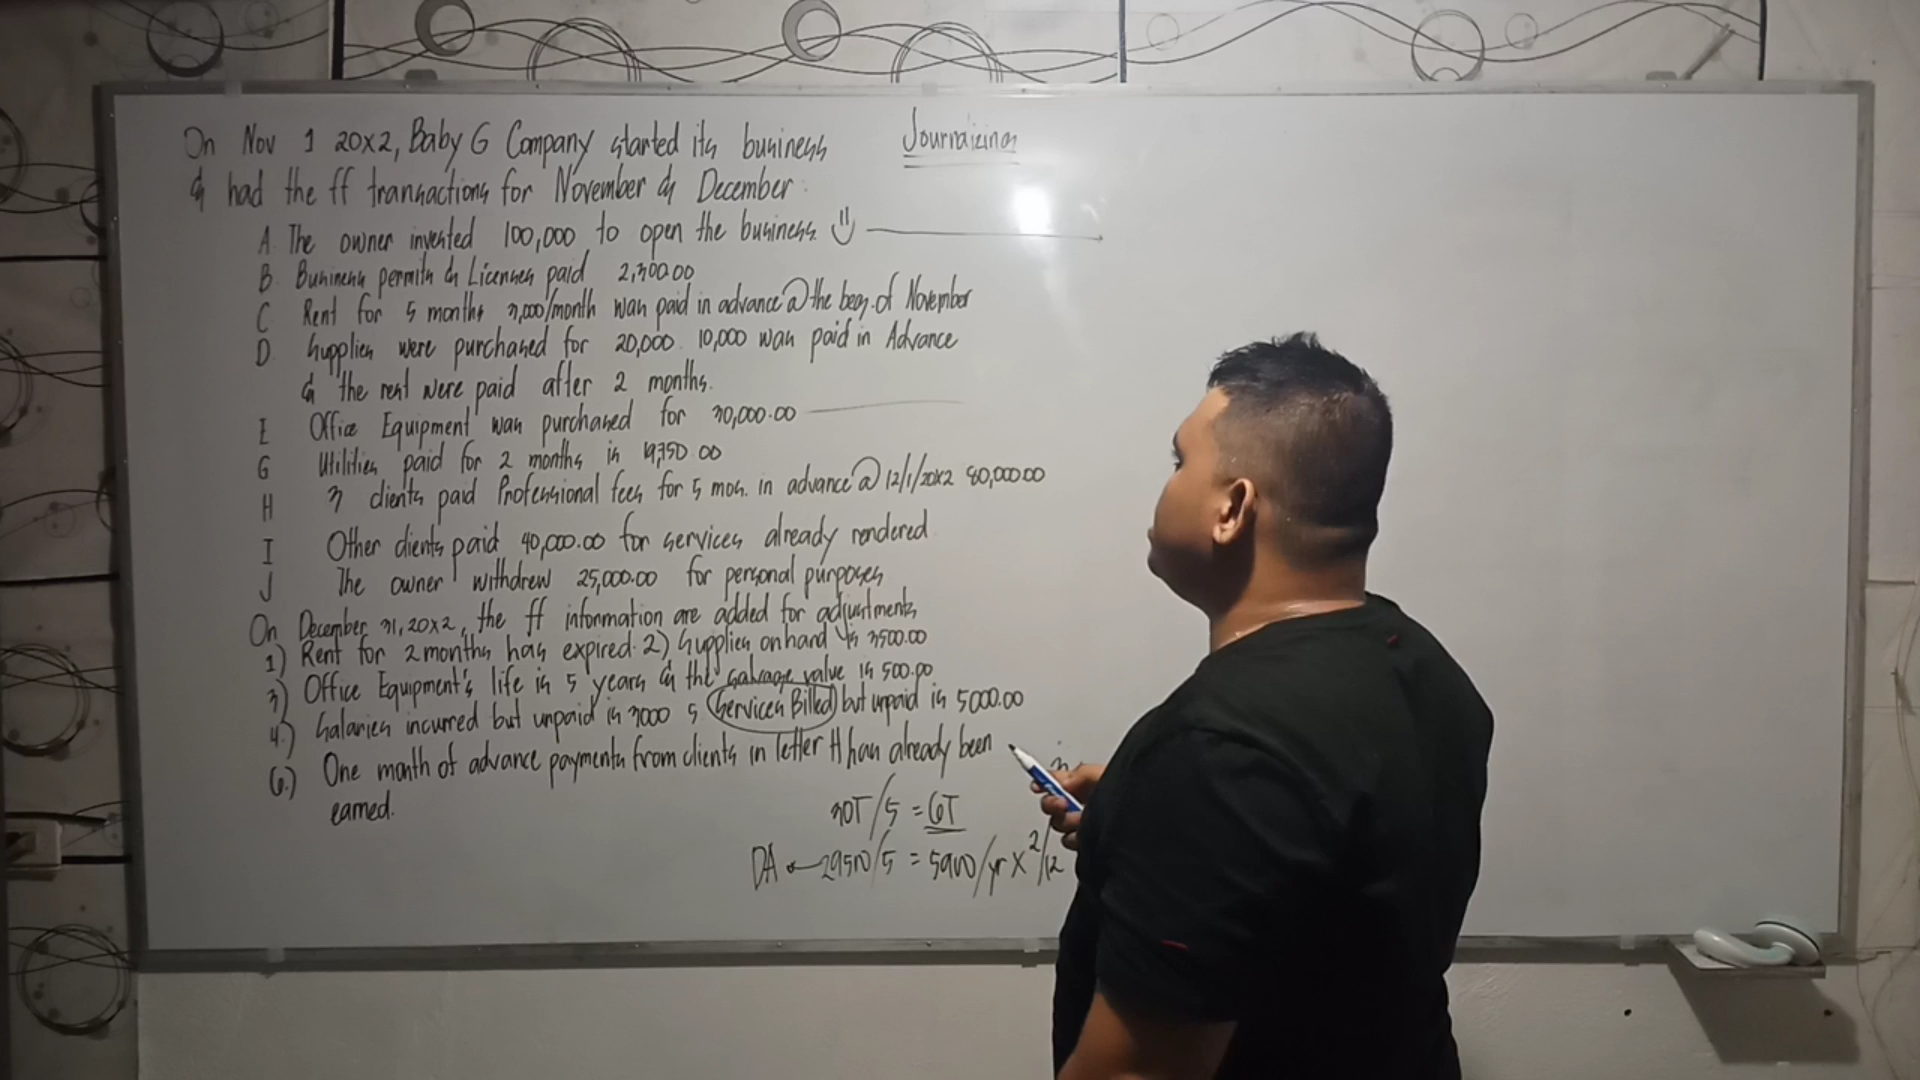 On Nov 1 20x2, Baby G Company started its business
& had the ff transactions for November & December:
Journalizing
A. The owner invested 100,000 to open the business.
B. Business permits & Licenses paid 2,300.00
C Rent for 5 months 3,000/month was paid in advance @ the beg. of November
D. Supplies were purchased for 20,000. 10,000 was paid in Advance
& the rest were paid after 2 months.
E Office Equipment was purchased for 30,000.00
G Utilities paid for 2 months is 19,750.00
H 3 clients paid Professional fees for 5 mos. in advance @ 12/1/20x2 80,000.00
I Other clients paid 40,000.00 for services already rendered
J The owner withdrew 25,000.00 for personal purposes
On December 31, 20x2, the ff information are added for adjustments
1) Rent for 2 months has expired. 2) Supplies on hand is 3500.00
3) Office Equipment's life is 5 years & the salvage value is 500.00
4.) Salaries incurred but unpaid is 3000 5 Services Billed but unpaid is 5000.00
6.) One month of advance payments from clients in letter H has already been
earned.
30T/5 = 6T
DA 29500/5 = 5900/yr x 2/12